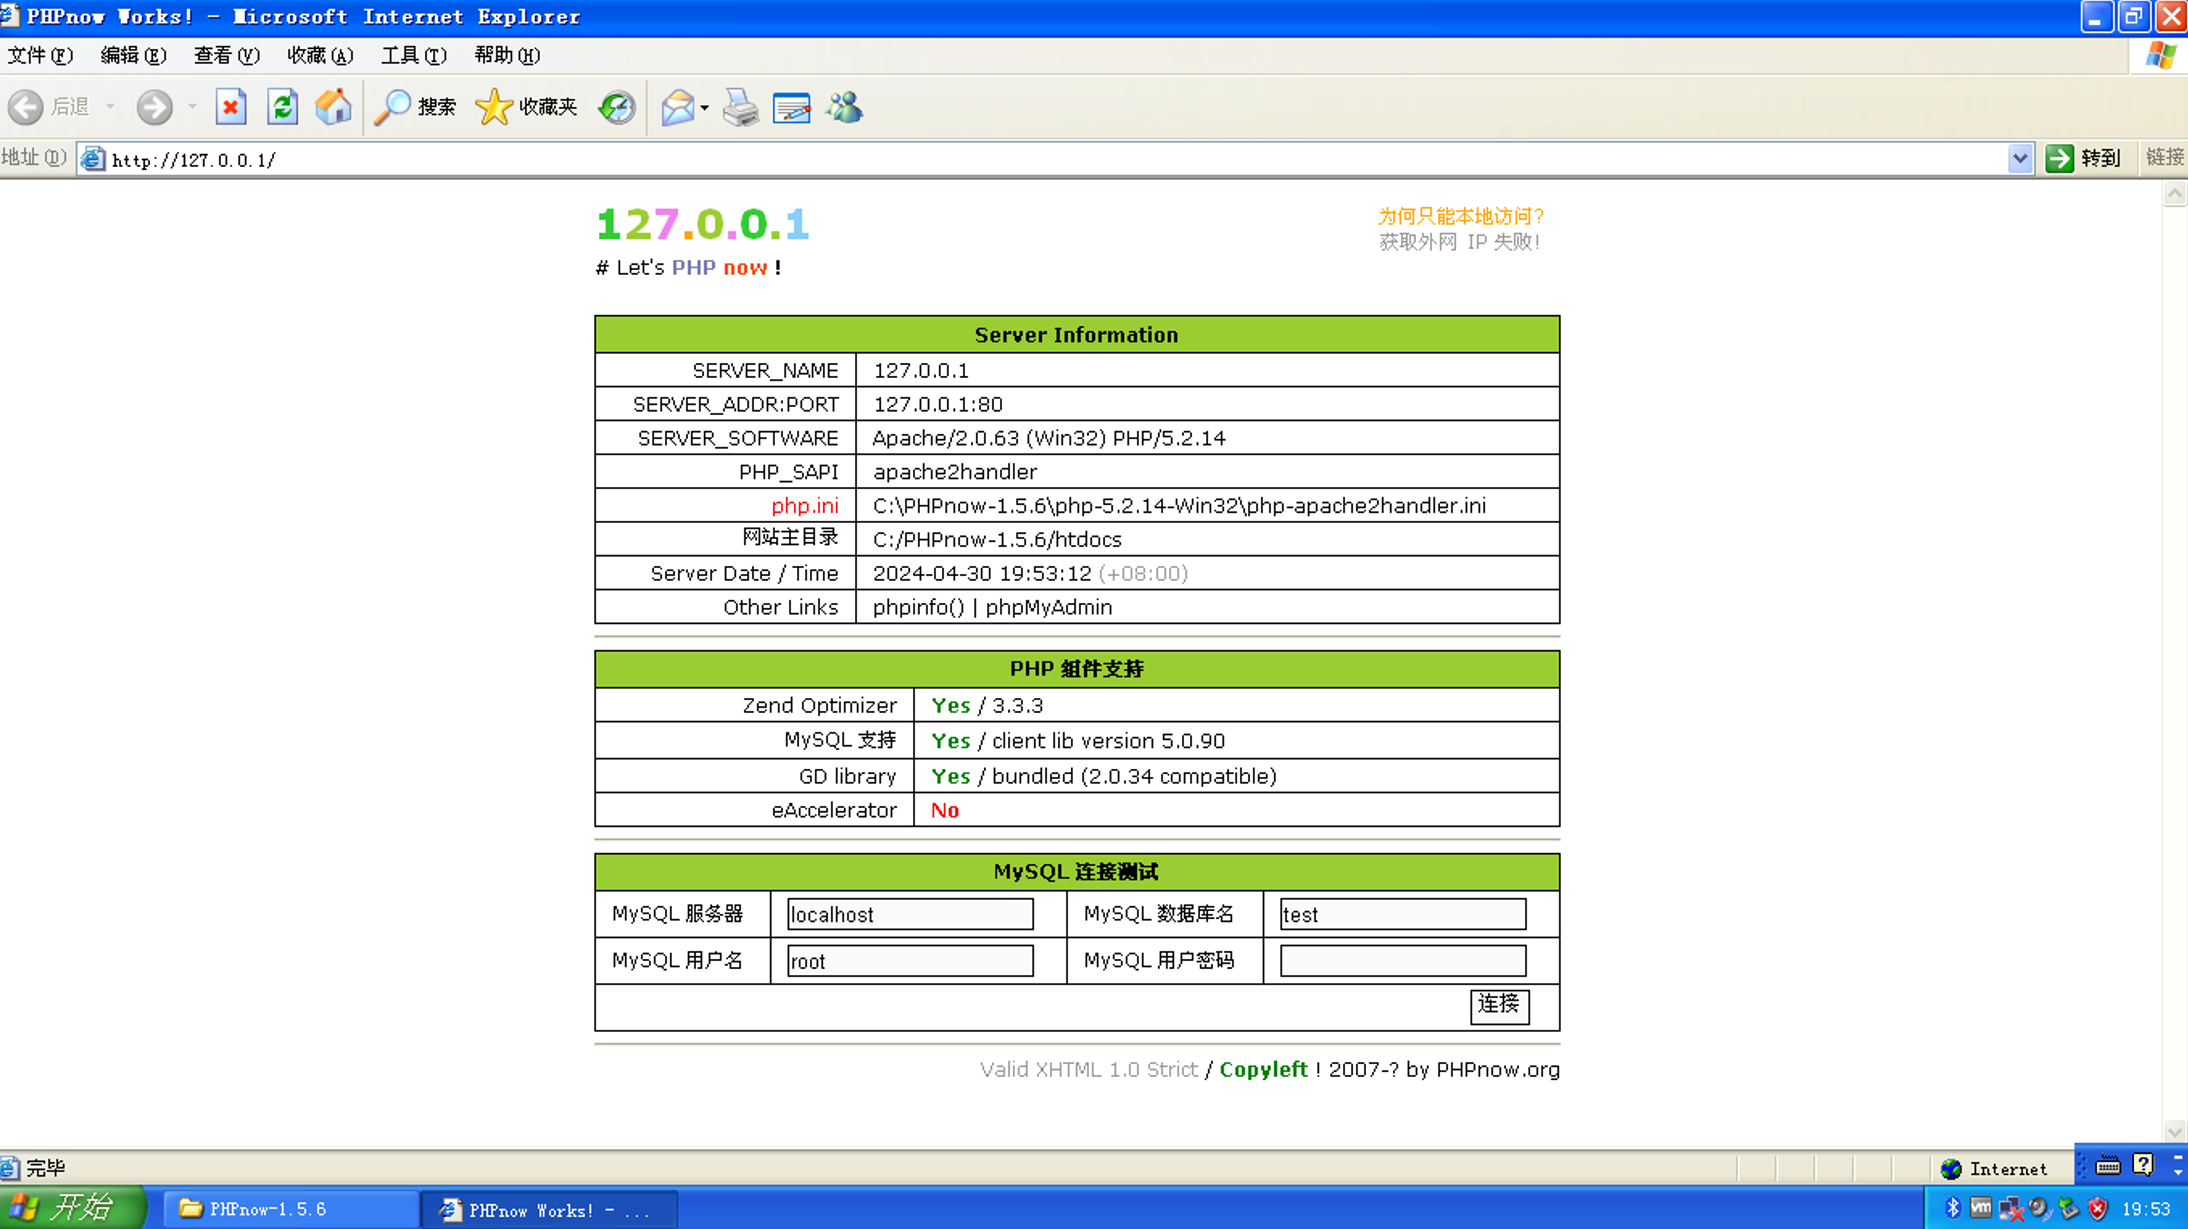 PHPnow Works! - Microsoft Internet Explorer
文件(F) 编辑(E) 查看(V) 收藏(A) 工具(T) 帮助(H)
后退 搜索 收藏夹
地址(D) http://127.0.0.1/ 转到 链接
127.0.0.1
为何只能本地访问?
获取外网 IP 失败!
# Let's PHP now !
Server Information
SERVER_NAME 127.0.0.1
SERVER_ADDR:PORT 127.0.0.1:80
SERVER_SOFTWARE Apache/2.0.63 (Win32) PHP/5.2.14
PHP_SAPI apache2handler
php.ini C:\PHPnow-1.5.6\php-5.2.14-Win32\php-apache2handler.ini
网站主目录 C:/PHPnow-1.5.6/htdocs
Server Date / Time 2024-04-30 19:53:12 (+08:00)
Other Links phpinfo() | phpMyAdmin
PHP 组件支持
Zend Optimizer Yes / 3.3.3
MySQL 支持 Yes / client lib version 5.0.90
GD library Yes / bundled (2.0.34 compatible)
eAccelerator No
MySQL 连接测试
MySQL 服务器 localhost MySQL 数据库名 test
MySQL 用户名 root MySQL 用户密码
连接
Valid XHTML 1.0 Strict / Copyleft ! 2007-? by PHPnow.org
完毕 Internet
开始 PHPnow-1.5.6 PHPnow Works! - ... 19:53